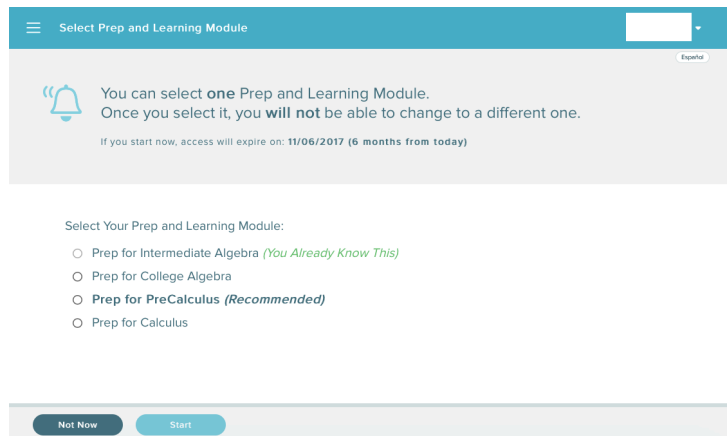 Select Prep and Learning Module
Español
You can select one Prep and Learning Module.
Once you select it, you will not be able to change to a different one.
If you start now, access will expire on: 11/06/2017 (6 months from today)
Select Your Prep and Learning Module:
Prep for Intermediate Algebra (You Already Know This)
Prep for College Algebra
Prep for PreCalculus (Recommended)
Prep for Calculus
Not Now
Start